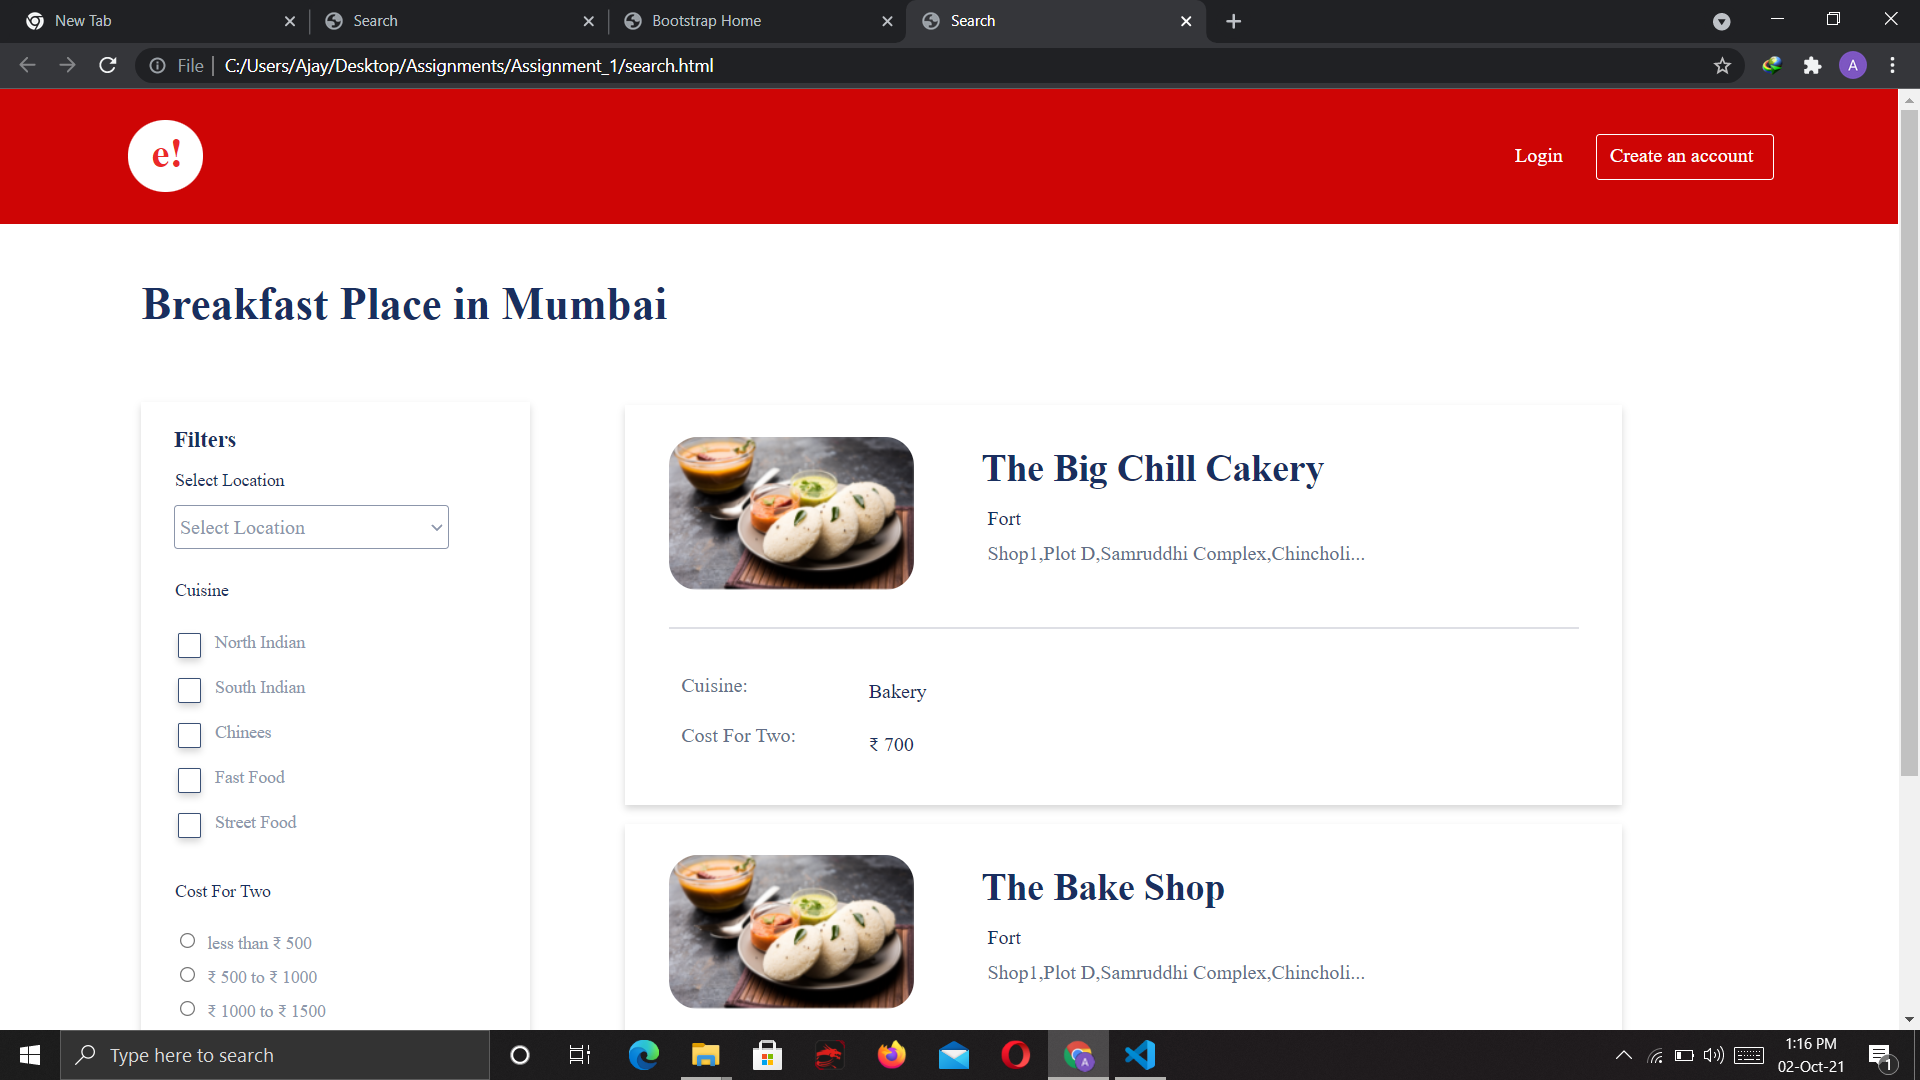 New Tab
Search
Bootstrap Home
Search
File
C:/Users/Ajay/Desktop/Assignments/Assignment_1/search.html
A
e!
Login
Create an account
Breakfast Place in Mumbai
Filters
Select Location
Select Location
Cuisine
North Indian
South Indian
Chinees
Fast Food
Street Food
Cost For Two
less than ₹ 500
₹ 500 to ₹ 1000
₹ 1000 to ₹ 1500
The Big Chill Cakery
Fort
Shop1,Plot D,Samruddhi Complex,Chincholi...
Cuisine: Bakery
Cost For Two: ₹ 700
The Bake Shop
Fort
Shop1,Plot D,Samruddhi Complex,Chincholi...
Type here to search
A
1:16 PM
02-Oct-21
1